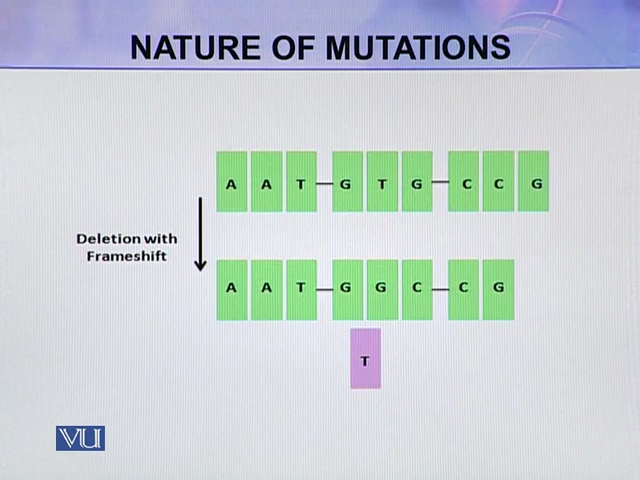 NATURE OF MUTATIONS
A A T G T G C C G
Deletion with
Frameshift
A A T G G C C G
T
VU